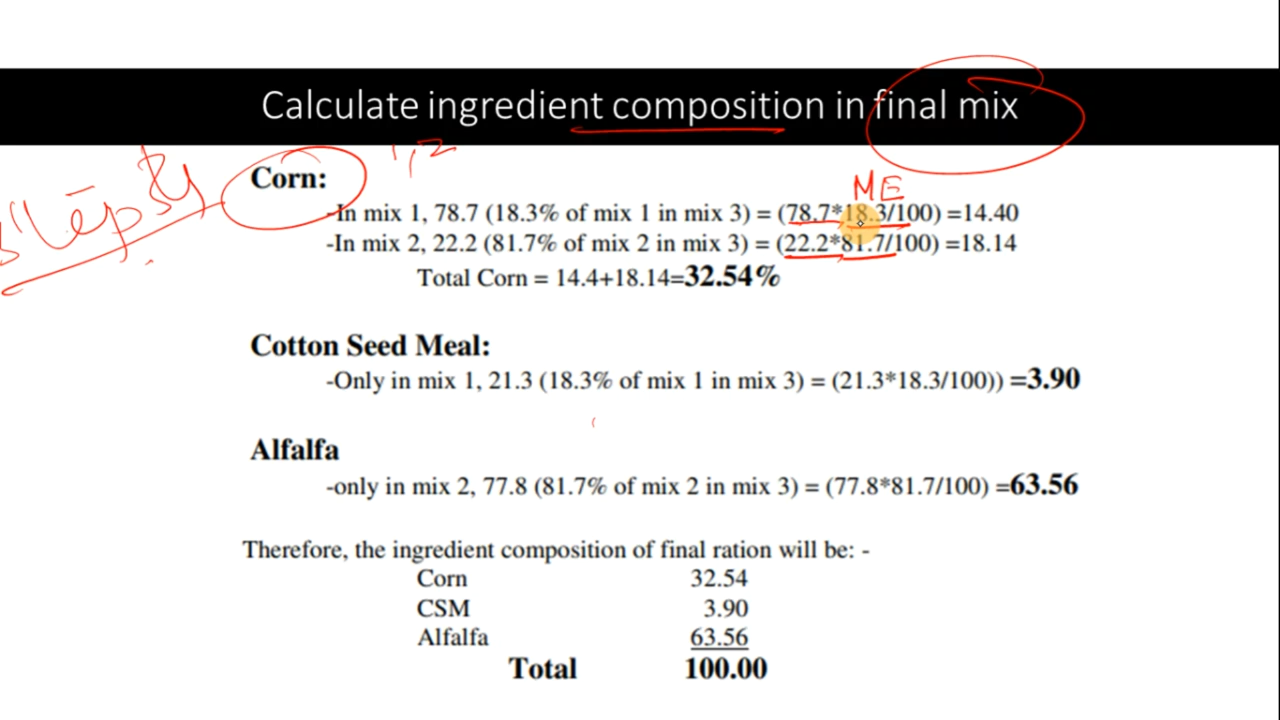 Calculate ingredient composition in final mix
1,2
Corn:
ME
-In mix 1, 78.7 (18.3% of mix 1 in mix 3) = (78.7*18.3/100) =14.40
-In mix 2, 22.2 (81.7% of mix 2 in mix 3) = (22.2*81.7/100) =18.14
Total Corn = 14.4+18.14=32.54%
Cotton Seed Meal:
-Only in mix 1, 21.3 (18.3% of mix 1 in mix 3) = (21.3*18.3/100)) =3.90
Alfalfa
-only in mix 2, 77.8 (81.7% of mix 2 in mix 3) = (77.8*81.7/100) =63.56
Therefore, the ingredient composition of final ration will be: -
Corn 32.54
CSM 3.90
Alfalfa 63.56
Total 100.00